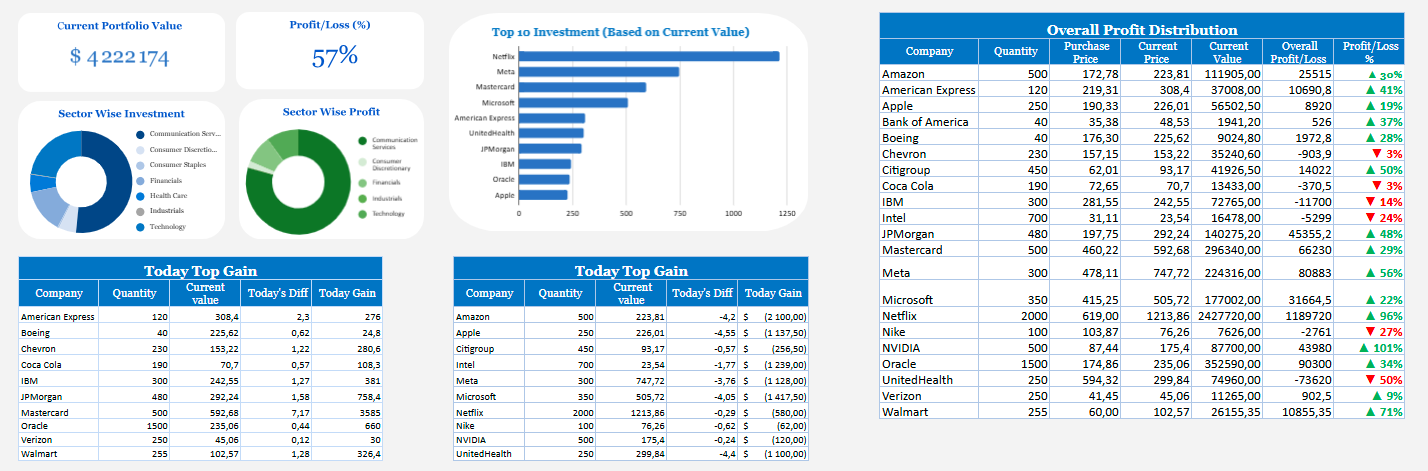 Current Portfolio Value
$ 4 222 174
Profit/Loss (%)
57%
Sector Wise Investment
Communication Serv...
Consumer Discretio...
Consumer Staples
Financials
Health Care
Industrials
Technology
Sector Wise Profit
Communication
Services
Consumer
Discretionary
Financials
Industrials
Technology
Top 10 Investment (Based on Current Value)
Netflix
Meta
Mastercard
Microsoft
American Express
UnitedHealth
JPMorgan
IBM
Oracle
Apple
0 250 500 750 1000 1250
Today Top Gain
Company Quantity Current value Today's Diff Today Gain
American Express 120 308,4 2,3 276
Boeing 40 225,62 0,62 24,8
Chevron 230 153,22 1,22 280,6
Coca Cola 190 70,7 0,57 108,3
IBM 300 242,55 1,27 381
JPMorgan 480 292,24 1,58 758,4
Mastercard 500 592,68 7,17 3585
Oracle 1500 235,06 0,44 660
Verizon 250 45,06 0,12 30
Walmart 255 102,57 1,28 326,4
Today Top Gain
Company Quantity Current value Today's Diff Today Gain
Amazon 500 223,81 -4,2 $ (2 100,00)
Apple 250 226,01 -4,55 $ (1 137,50)
Citigroup 450 93,17 -0,57 $ (256,50)
Intel 700 23,54 -1,77 $ (1 239,00)
Meta 300 747,72 -3,76 $ (1 128,00)
Microsoft 350 505,72 -4,05 $ (1 417,50)
Netflix 2000 1213,86 -0,29 $ (580,00)
Nike 100 76,26 -0,62 $ (62,00)
NVIDIA 500 175,4 -0,24 $ (120,00)
UnitedHealth 250 299,84 -4,4 $ (1 100,00)
Overall Profit Distribution
Company Quantity Purchase Price Current Price Current Value Overall Profit/Loss Profit/Loss %
Amazon 500 172,78 223,81 111905,00 25515 ▲ 30%
American Express 120 219,31 308,4 37008,00 10690,8 ▲ 41%
Apple 250 190,33 226,01 56502,50 8920 ▲ 19%
Bank of America 40 35,38 48,53 1941,20 526 ▲ 37%
Boeing 40 176,30 225,62 9024,80 1972,8 ▲ 28%
Chevron 230 157,15 153,22 35240,60 -903,9 ▼ 3%
Citigroup 450 62,01 93,17 41926,50 14022 ▲ 50%
Coca Cola 190 72,65 70,7 13433,00 -370,5 ▼ 3%
IBM 300 281,55 242,55 72765,00 -11700 ▼ 14%
Intel 700 31,11 23,54 16478,00 -5299 ▼ 24%
JPMorgan 480 197,75 292,24 140275,20 45355,2 ▲ 48%
Mastercard 500 460,22 592,68 296340,00 66230 ▲ 29%
Meta 300 478,11 747,72 224316,00 80883 ▲ 56%
Microsoft 350 415,25 505,72 177002,00 31664,5 ▲ 22%
Netflix 2000 619,00 1213,86 2427720,00 1189720 ▲ 96%
Nike 100 103,87 76,26 7626,00 -2761 ▼ 27%
NVIDIA 500 87,44 175,4 87700,00 43980 ▲ 101%
Oracle 1500 174,86 235,06 352590,00 90300 ▲ 34%
UnitedHealth 250 594,32 299,84 74960,00 -73620 ▼ 50%
Verizon 250 41,45 45,06 11265,00 902,5 ▲ 9%
Walmart 255 60,00 102,57 26155,35 10855,35 ▲ 71%